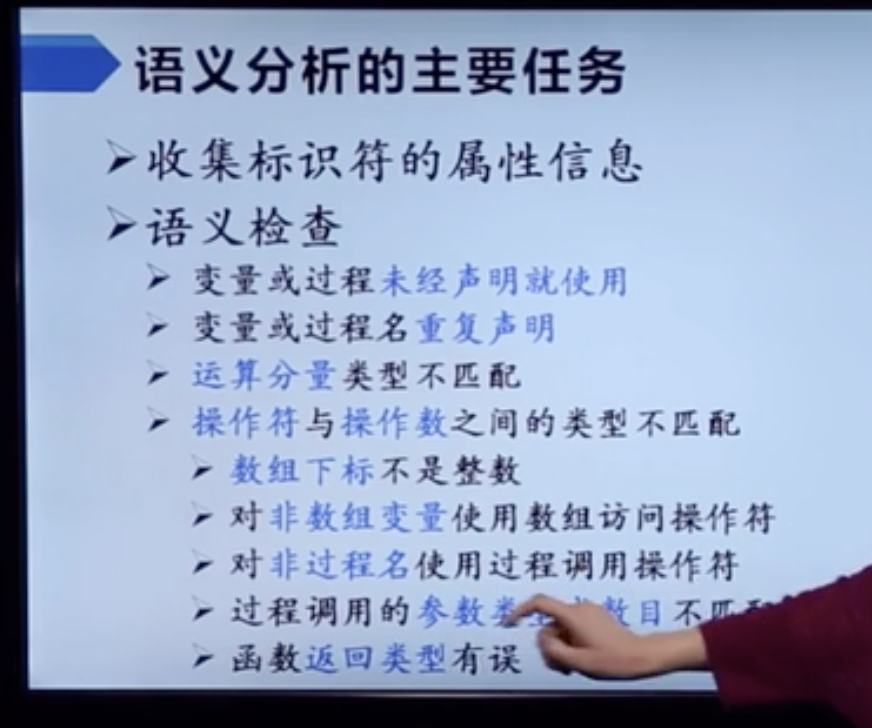 语义分析的主要任务
收集标识符的属性信息
语义检查
变量或过程未经声明就使用
变量或过程名重复声明
运算分量类型不匹配
操作符与操作数之间的类型不匹配
数组下标不是整数
对非数组变量使用数组访问操作符
对非过程名使用过程调用操作符
过程调用的参数类型或数目不匹配
函数返回类型有误